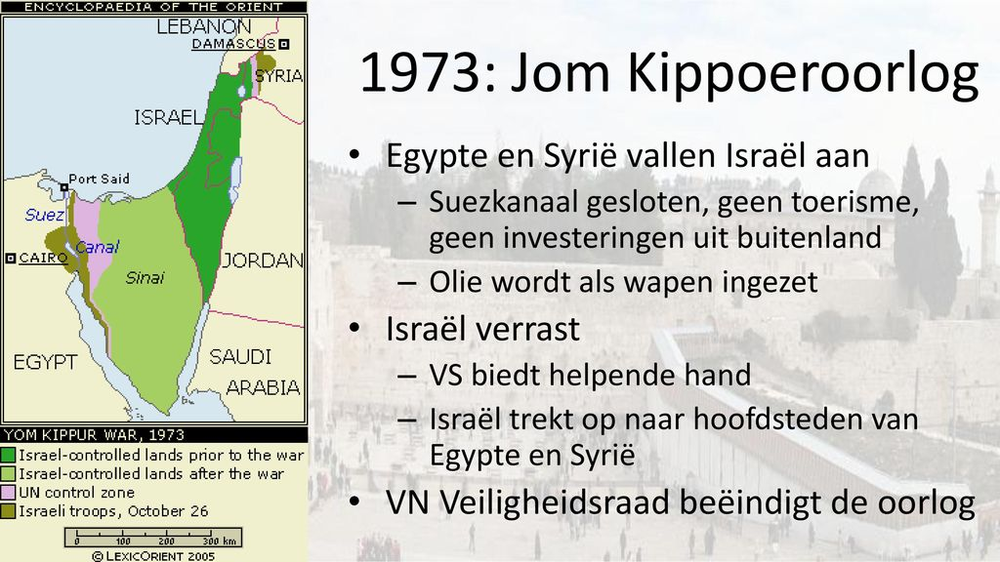 ENCYCLOPAEDIA OF THE ORIENT
LEBANON
DAMASCUS
SYRIA
ISRAEL
Port Said
Suez
Canal
CAIRO
Sinai
JORDAN
EGYPT
SAUDI
ARABIA
YOM KIPPUR WAR, 1973
Israel-controlled lands prior to the war
Israel-controlled lands after the war
UN control zone
Israeli troops, October 26
0 100 200 300 km
© LEXICORIENT 2005
1973: Jom Kippoeroorlog
• Egypte en Syrië vallen Israël aan
– Suezkanaal gesloten, geen toerisme,
geen investeringen uit buitenland
– Olie wordt als wapen ingezet
• Israël verrast
– VS biedt helpende hand
– Israël trekt op naar hoofdsteden van
Egypte en Syrië
• VN Veiligheidsraad beëindigt de oorlog